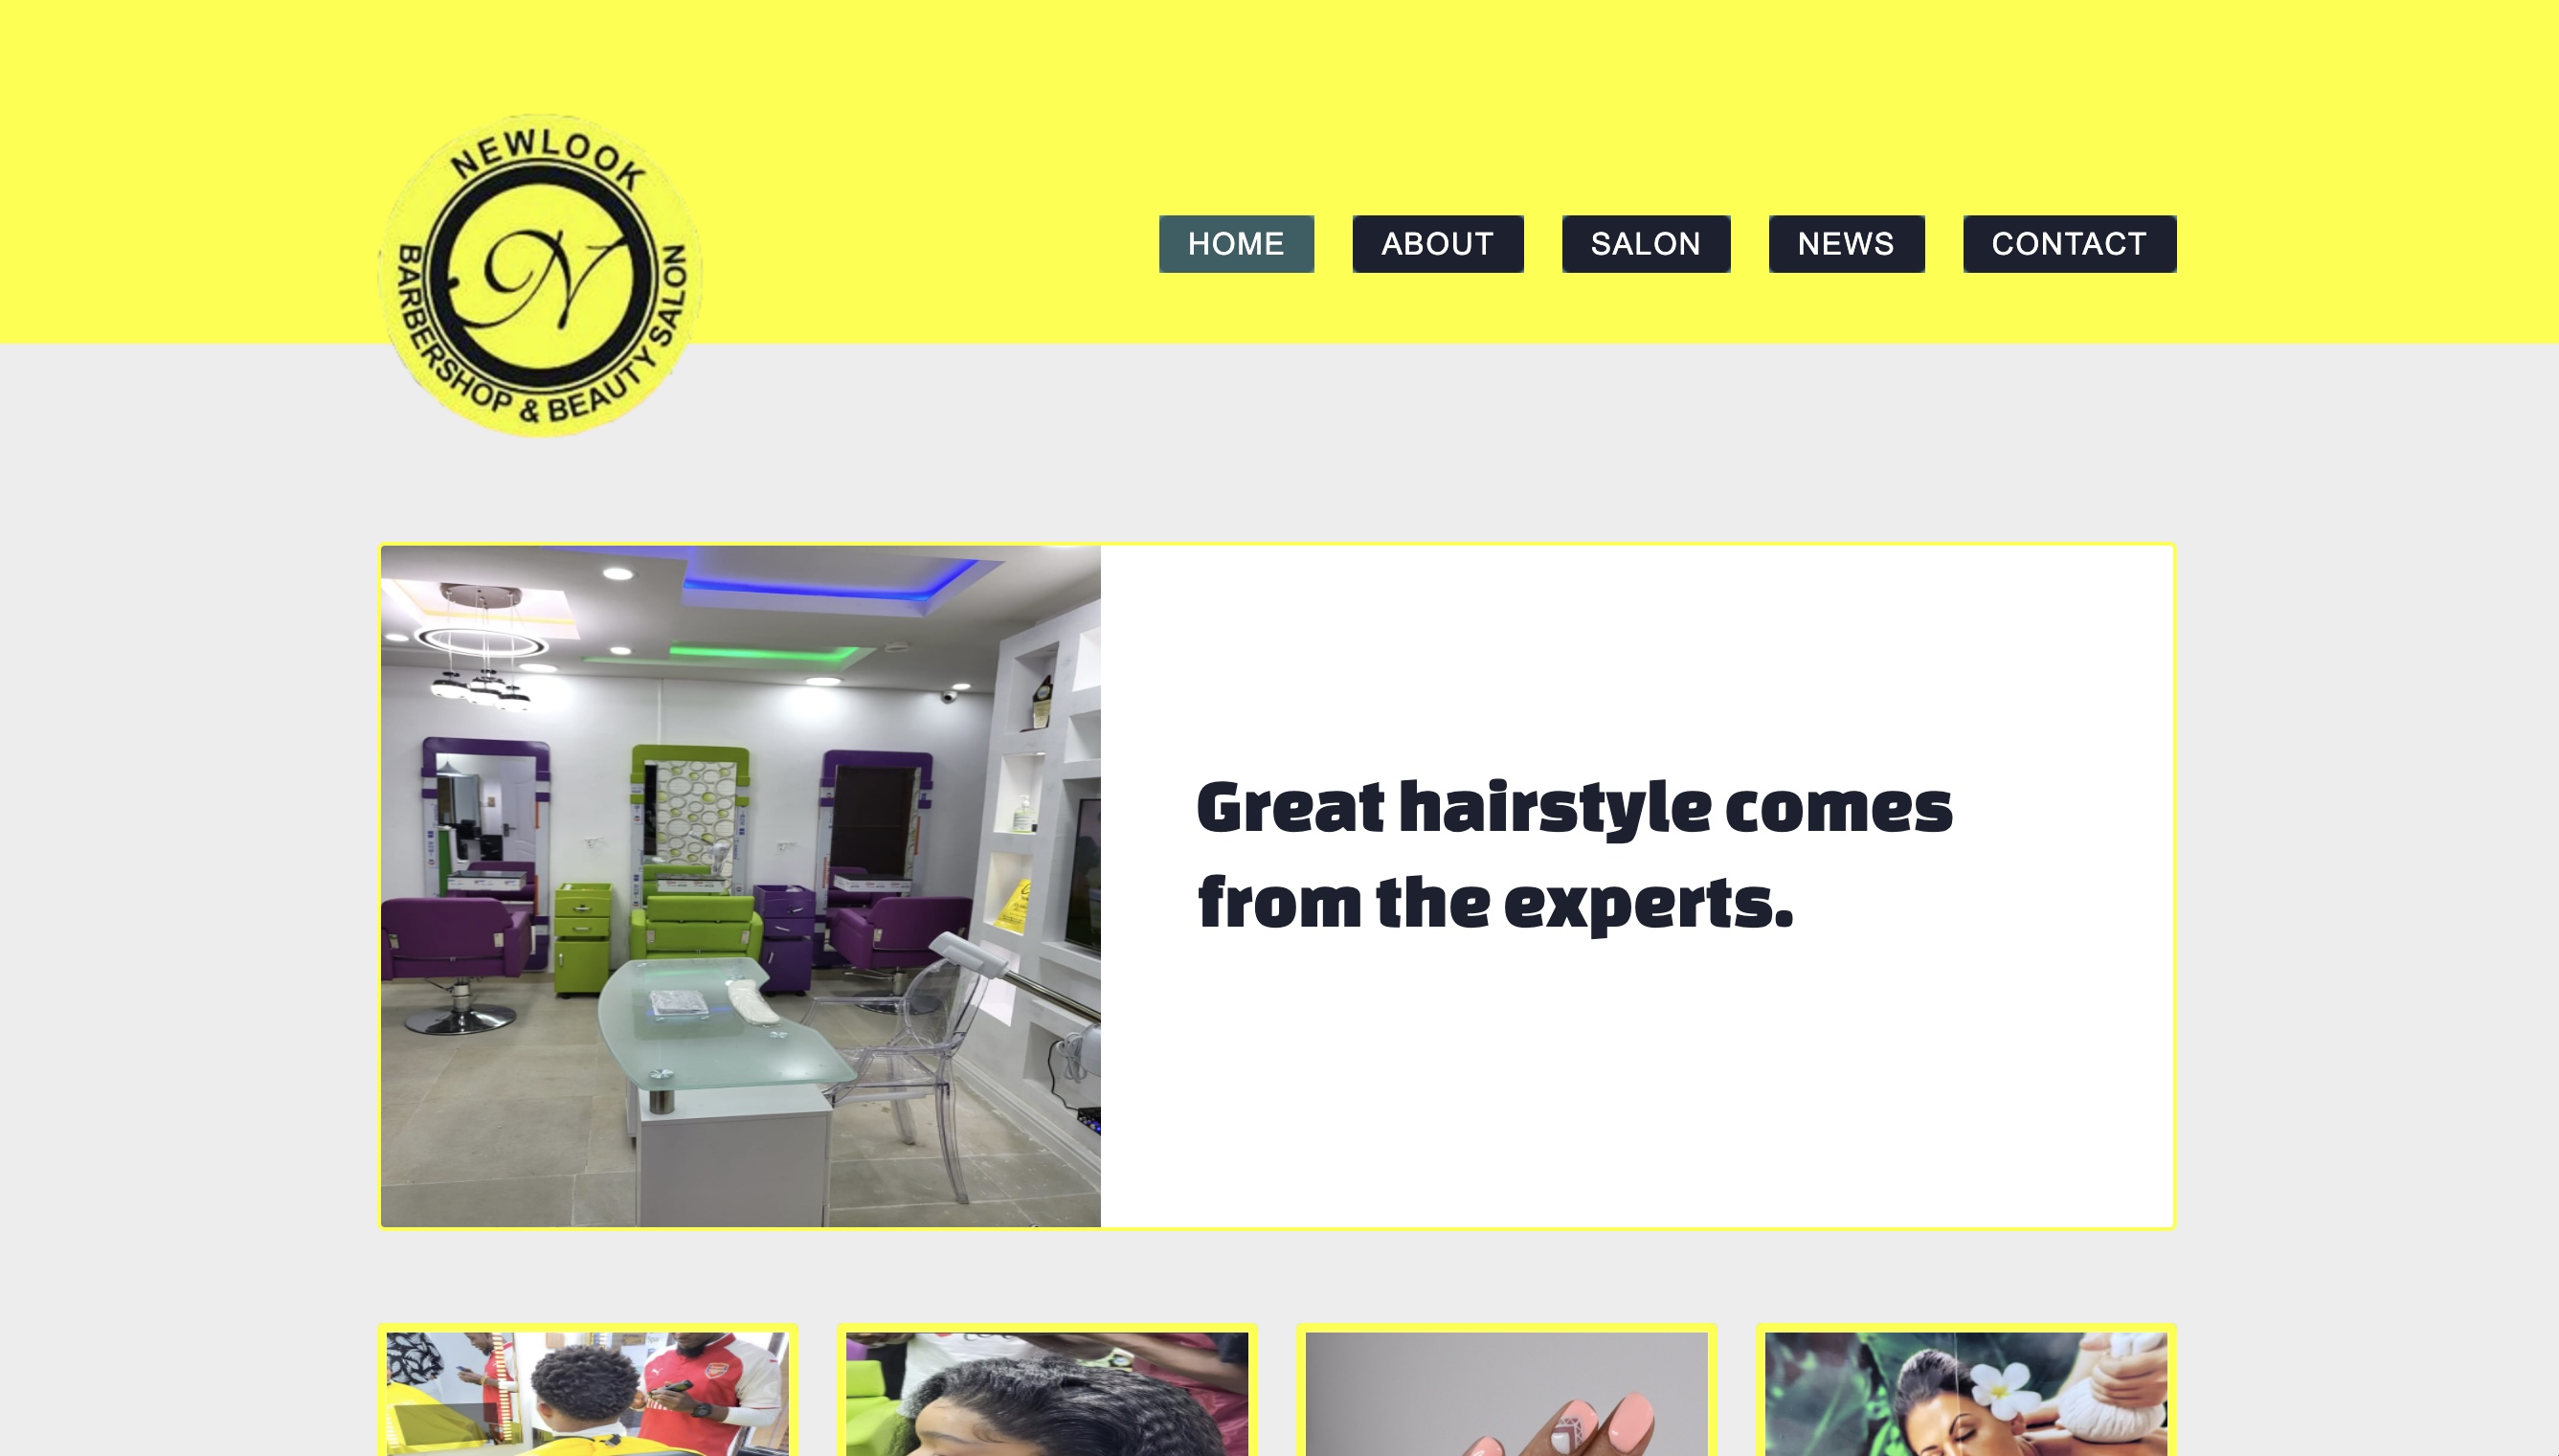 NEWLOOK
N
BARBERSHOP & BEAUTY SALON
HOME
ABOUT
SALON
NEWS
CONTACT
Great hairstyle comes
from the experts.